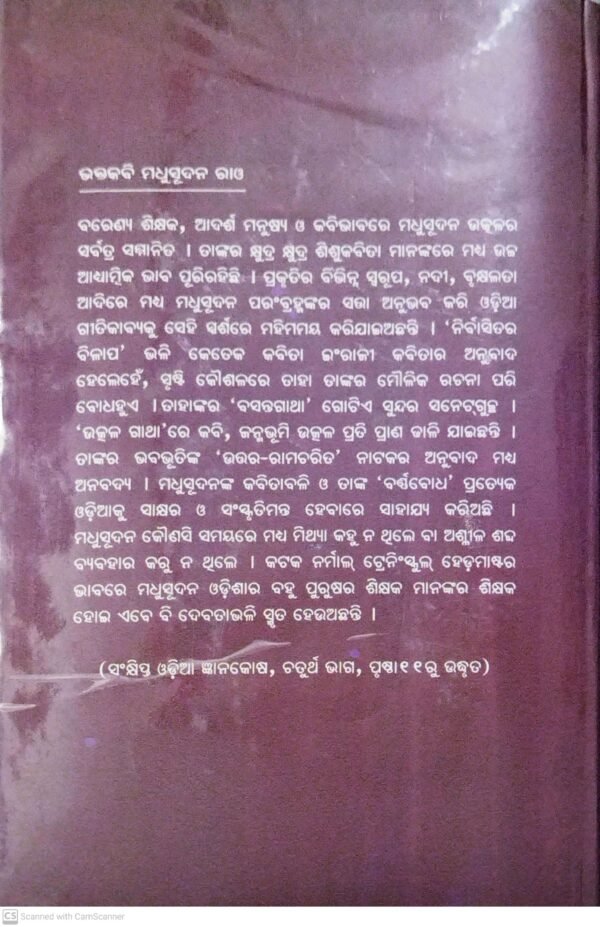 ଭକ୍ତକବି ମଧୁସୂଦନ ରାଓ
ବରେଣ୍ୟ ଶିକ୍ଷକ, ଆଦର୍ଶ ମନୁଷ୍ୟ ଓ କବିଭାବରେ ମଧୁସୂଦନ ଉତ୍କଳର
ସର୍ବତ୍ର ସମ୍ମାନିତ । ତାଙ୍କର କ୍ଷୁଦ୍ର କ୍ଷୁଦ୍ର ଶିଶୁକବିତା ମାନଙ୍କରେ ମଧ୍ୟ ଉଚ୍ଚ
ଆଧ୍ୟାତ୍ମିକ ଭାବ ପୂରିରହିଛି । ପ୍ରକୃତିର ବିଭିନ୍ନ ସ୍ୱରୂପ, ନଦୀ, ବୃକ୍ଷଲତା
ଆଦିରେ ମଧ୍ୟ ମଧୁସୂଦନ ପରଂବ୍ରହ୍ମଙ୍କର ସତ୍ତା ଅନୁଭବ କରି ଓଡ଼ିଆ
ଗୀତିକାବ୍ୟକୁ ସେହି ସ୍ପର୍ଶରେ ମହିମମୟ କରିଯାଇଅଛନ୍ତି । ‘ନିର୍ବାସିତର
ବିଳାପ’ ଭଳି କେତେକ କବିତା ଇଂରାଜୀ କବିତାର ଅନୁବାଦ
ହେଲେହେଁ, ସୃଷ୍ଟି କୌଶଳରେ ତାହା ତାଙ୍କର ମୌଳିକ ରଚନା ପରି
ବୋଧହୁଏ । ତାହାଙ୍କର ‘ବସନ୍ତଗାଥା’ ଗୋଟିଏ ସୁନ୍ଦର ସନେଟ୍‌ଗୁଚ୍ଛ ।
‘ଉତ୍କଳ ଗାଥା’ରେ କବି, ଜନ୍ମଭୂମି ଉତ୍କଳ ପ୍ରତି ପ୍ରାଣ ଢାଳି ଯାଇଛନ୍ତି ।
ତାଙ୍କର ଭବଭୂତିଙ୍କ ‘ଉତ୍ତର-ରାମଚରିତ’ ନାଟକର ଅନୁବାଦ ମଧ୍ୟ
ଅନବଦ୍ୟ । ମଧୁସୂଦନଙ୍କ କବିତାବଳି ଓ ତାଙ୍କ ‘ବର୍ଣ୍ଣବୋଧ’ ପ୍ରତ୍ୟେକ
ଓଡ଼ିଆକୁ ସାକ୍ଷର ଓ ସଂସ୍କୃତିମନ୍ତ ହେବାରେ ସାହାଯ୍ୟ କରିଅଛି ।
ମଧୁସୂଦନ କୌଣସି ସମୟରେ ମଧ୍ୟ ମିଥ୍ୟା କହୁ ନ ଥିଲେ ବା ଅଶ୍ଳୀଳ ଶବ୍ଦ
ବ୍ୟବହାର କରୁ ନ ଥିଲେ । କଟକ ନର୍ମାଲ୍ ଟ୍ରେନିଂସ୍କୁଲ୍ ହେଡ଼୍‌ମାଷ୍ଟର
ଭାବରେ ମଧୁସୂଦନ ଓଡ଼ିଶାର ବହୁ ପୁରୁଷର ଶିକ୍ଷକ ମାନଙ୍କର ଶିକ୍ଷକ
ହୋଇ ଏବେ ବି ଦେବତାଭଳି ସ୍ମୃତ ହେଉଅଛନ୍ତି ।
(ସଂକ୍ଷିପ୍ତ ଓଡ଼ିଆ ଜ୍ଞାନକୋଷ, ଚତୁର୍ଥ ଭାଗ, ପୃଷ୍ଠା୧୧ରୁ ଉଦ୍ଧୃତ)
CS Scanned with CamScanner